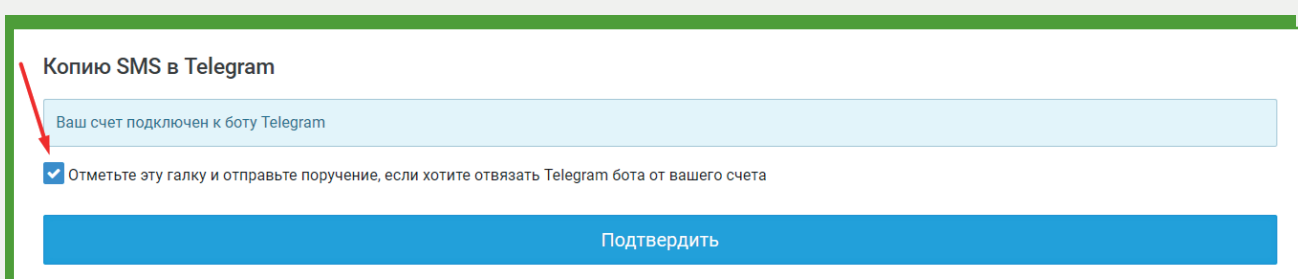 Копию SMS в Telegram
Ваш счет подключен к боту Telegram
Отметьте эту галку и отправьте поручение, если хотите отвязать Telegram бота от вашего счета
Подтвердить